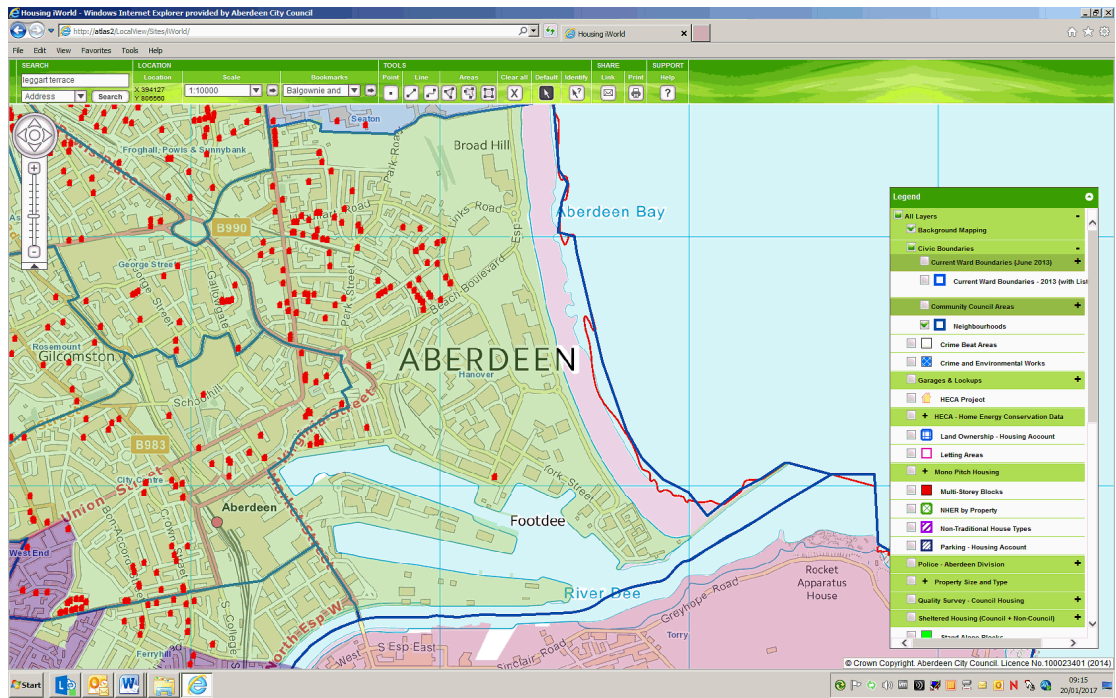 Housing iWorld - Windows Internet Explorer provided by Aberdeen City Council
http://atlas2/LocalView/Sites/iWorld/
Housing iWorld
File Edit View Favorites Tools Help
SEARCH LOCATION TOOLS SHARE SUPPORT
leggart terrace
Location Scale Bookmarks Point Line Areas Clear all Default Identify Link Print Help
X 394127
Y 806560
1:10000
Balgownie and
Address
Search
Seaton
Froghall, Powis & Sunnybank
Broad Hill
Park Road
Links Road
Aberdeen Bay
B990
George Street
Gallowgate
Park Street
Beach Boulevard
Rosemount
Gilcomston
ABERDEEN
Hanover
Schoolhill
Virginia Street
B983
City Centre
Union Street
Market Street
York Street
Aberdeen
Footdee
West End
Crown Street
River Dee
Rocket
Apparatus
House
Greyhope Road
Torry
S College
North Esp W
West
S Esp East
Sinclair Road
Ferryhill
Legend
All Layers
Background Mapping
Civic Boundaries
Current Ward Boundaries (June 2013)
Current Ward Boundaries - 2013 (with List
Community Council Areas
Neighbourhoods
Crime Beat Areas
Crime and Environmental Works
Garages & Lookups
HECA Project
HECA - Home Energy Conservation Data
Land Ownership - Housing Account
Letting Areas
Mono Pitch Housing
Multi-Storey Blocks
NHER by Property
Non-Traditional House Types
Parking - Housing Account
Police - Aberdeen Division
Property Size and Type
Quality Survey - Council Housing
Sheltered Housing (Council + Non-Council)
Stand Alone Blocks
© Crown Copyright. Aberdeen City Council. Licence No.100023401 (2014)
Start
09:15
20/01/2017